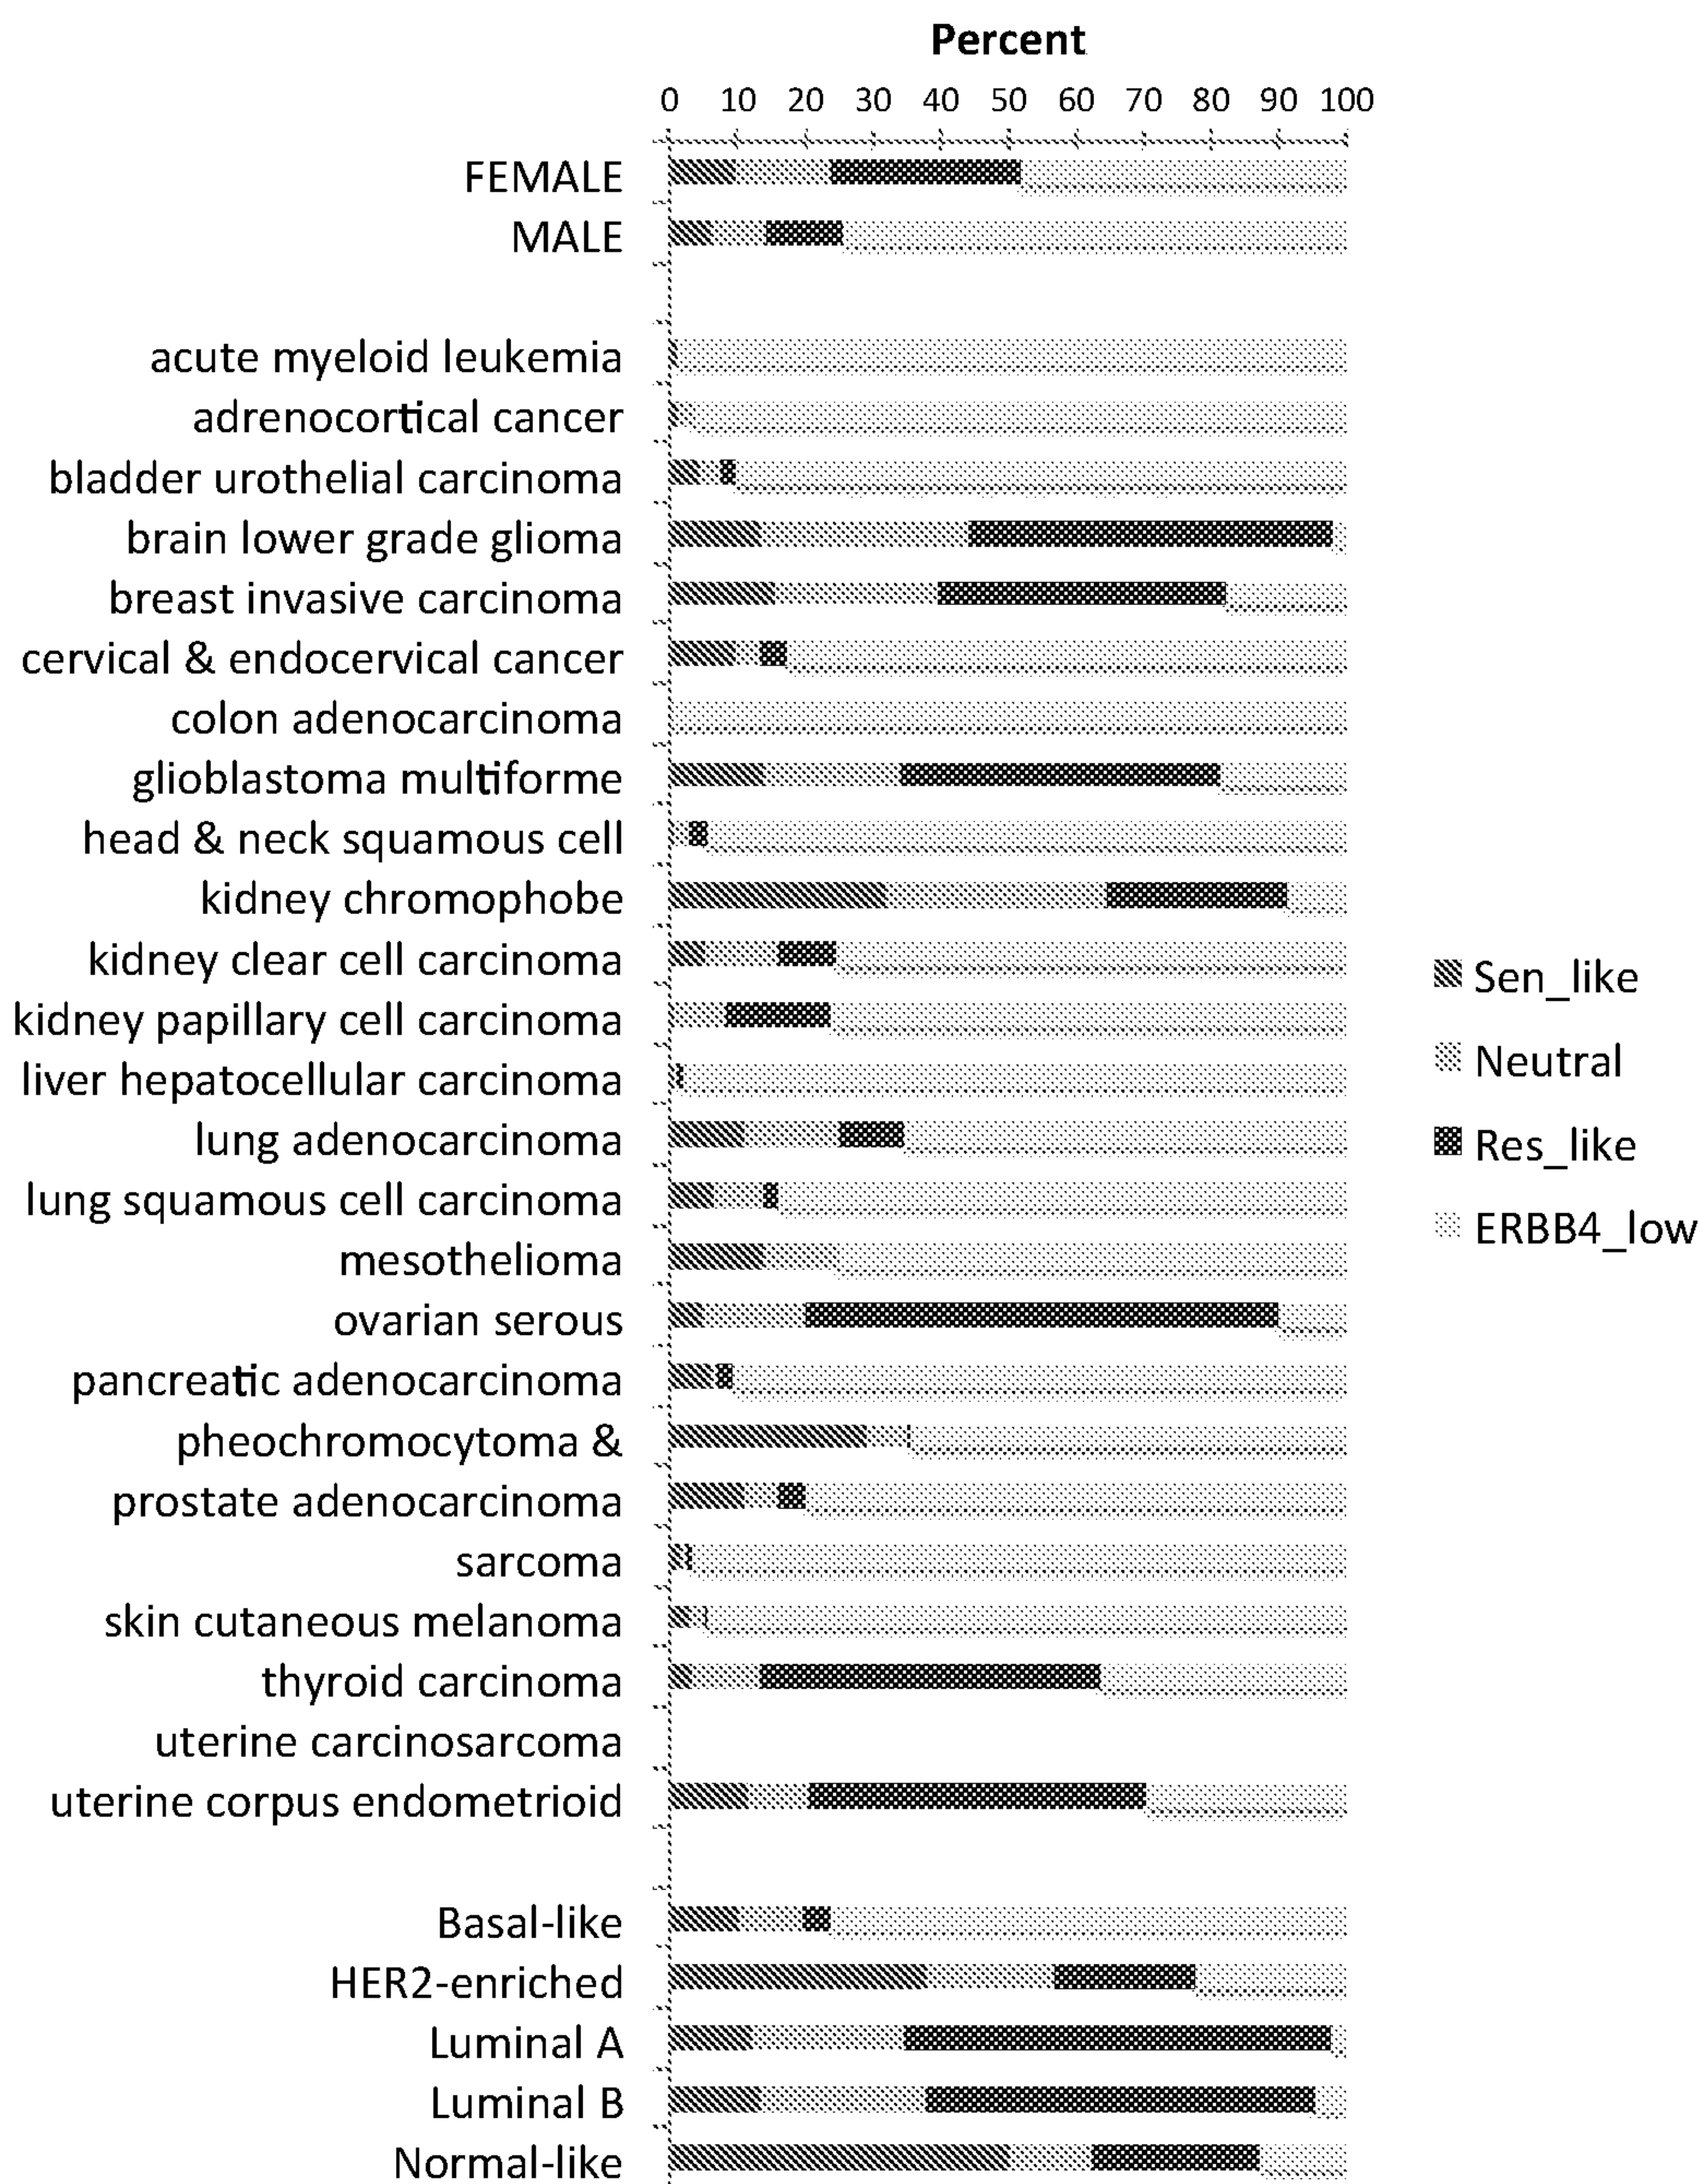 Percent
0 10 20 30 40 50 60 70 80 90 100
FEMALE
MALE
acute myeloid leukemia
adrenocortical cancer
bladder urothelial carcinoma
brain lower grade glioma
breast invasive carcinoma
cervical & endocervical cancer
colon adenocarcinoma
glioblastoma multiforme
head & neck squamous cell
kidney chromophobe
kidney clear cell carcinoma
kidney papillary cell carcinoma
liver hepatocellular carcinoma
lung adenocarcinoma
lung squamous cell carcinoma
mesothelioma
ovarian serous
pancreatic adenocarcinoma
pheochromocytoma &
prostate adenocarcinoma
sarcoma
skin cutaneous melanoma
thyroid carcinoma
uterine carcinosarcoma
uterine corpus endometrioid
Basal-like
HER2-enriched
Luminal A
Luminal B
Normal-like
Sen_like
Neutral
Res_like
ERBB4_low